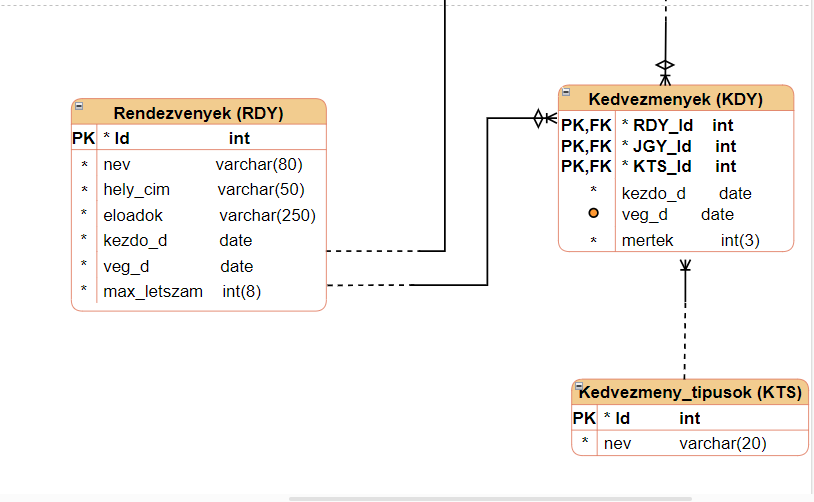 Rendezvenyek (RDY)
PK * Id int
* nev varchar(80)
* hely_cim varchar(50)
* eloadok varchar(250)
* kezdo_d date
* veg_d date
* max_letszam int(8)
Kedvezmenyek (KDY)
PK,FK * RDY_Id int
PK,FK * JGY_Id int
PK,FK * KTS_Id int
* kezdo_d date
veg_d date
* mertek int(3)
Kedvezmeny_tipusok (KTS)
PK * Id int
* nev varchar(20)